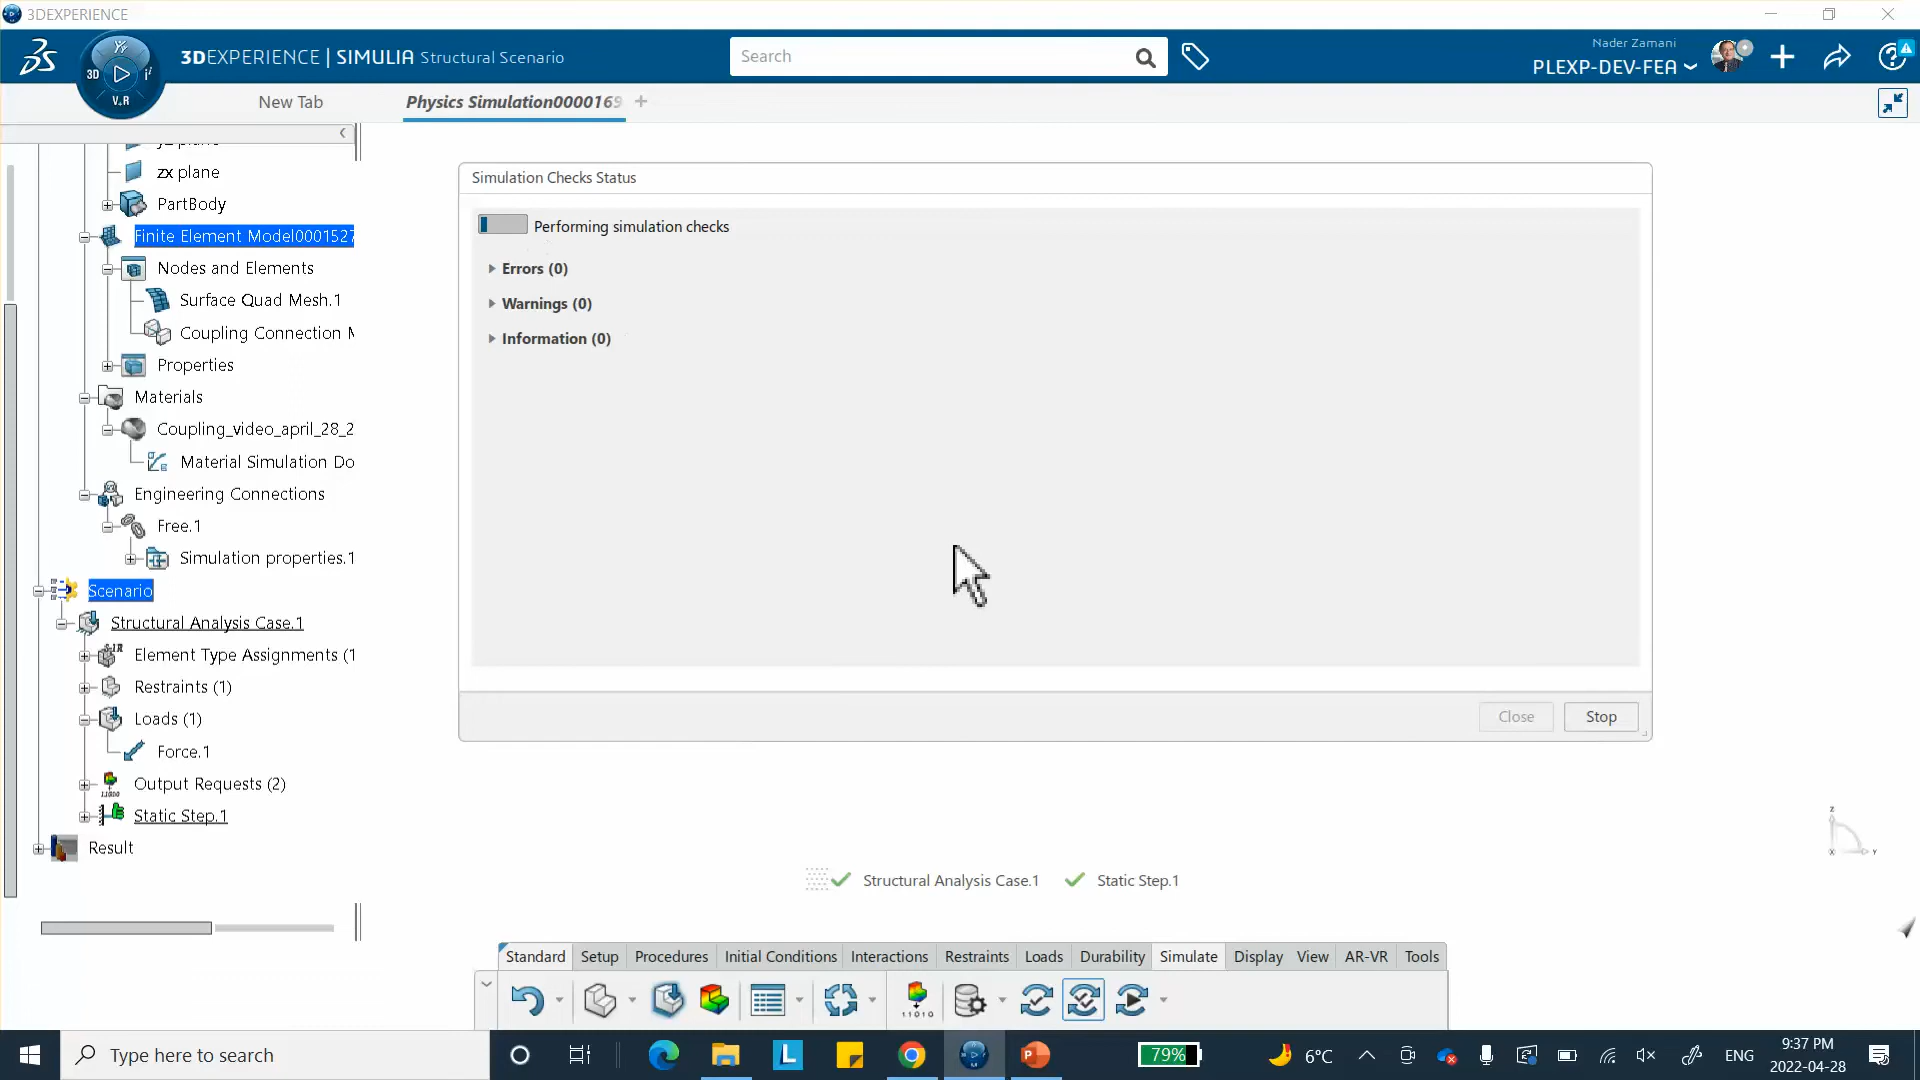 3DEXPERIENCE
3DEXPERIENCE | SIMULIA Structural Scenario
Search
Nader Zamani
PLEXP-DEV-FEA
3D
V.R
New Tab
Physics Simulation0000169
zx plane
PartBody
Finite Element Model0001527
Nodes and Elements
Surface Quad Mesh.1
Coupling Connection M
Properties
Materials
Coupling_video_april_28_2
Material Simulation Do
Engineering Connections
Free.1
Simulation properties.1
Scenario
Structural Analysis Case.1
Element Type Assignments (1
Restraints (1)
Loads (1)
Force.1
Output Requests (2)
Static Step.1
Result
Simulation Checks Status
Performing simulation checks
Errors (0)
Warnings (0)
Information (0)
Close
Stop
Structural Analysis Case.1
Static Step.1
Standard Setup Procedures Initial Conditions Interactions Restraints Loads Durability Simulate Display View AR-VR Tools
Type here to search
79%
6°C
ENG
9:37 PM
2022-04-28